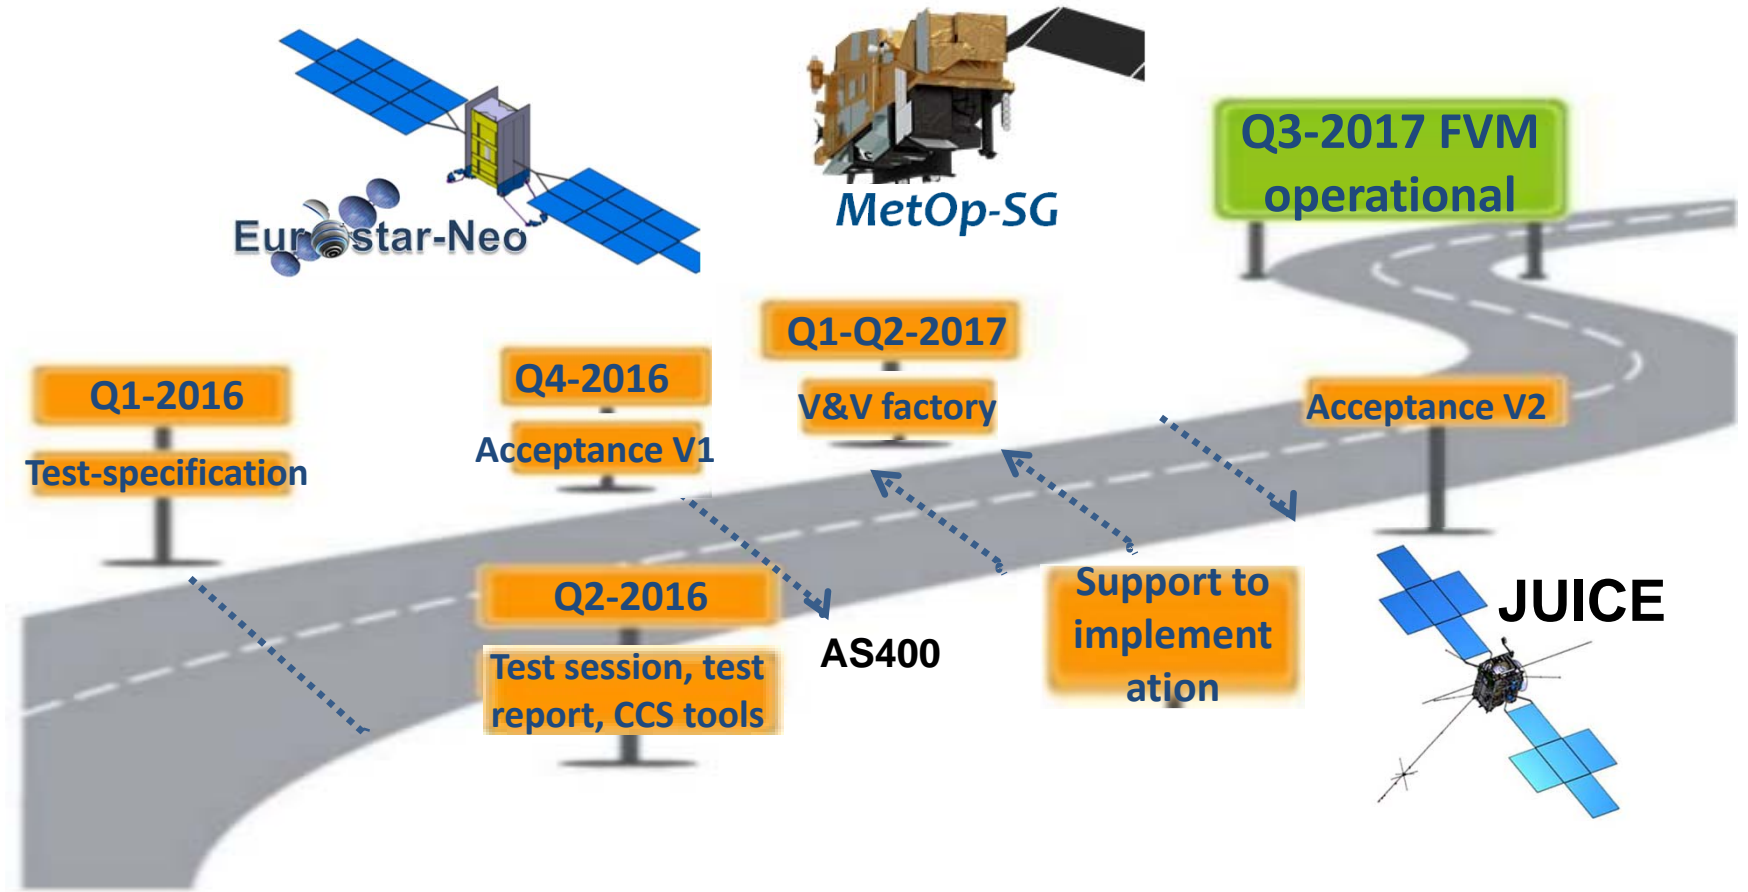 Eurostar-Neo
MetOp-SG
Q3-2017 FVM
operational
Q1-2016
Test-specification
Q4-2016
Acceptance V1
Q1-Q2-2017
V&V factory
Acceptance V2
Q2-2016
Test session, test
report, CCS tools
AS400
Support to
implement
ation
JUICE